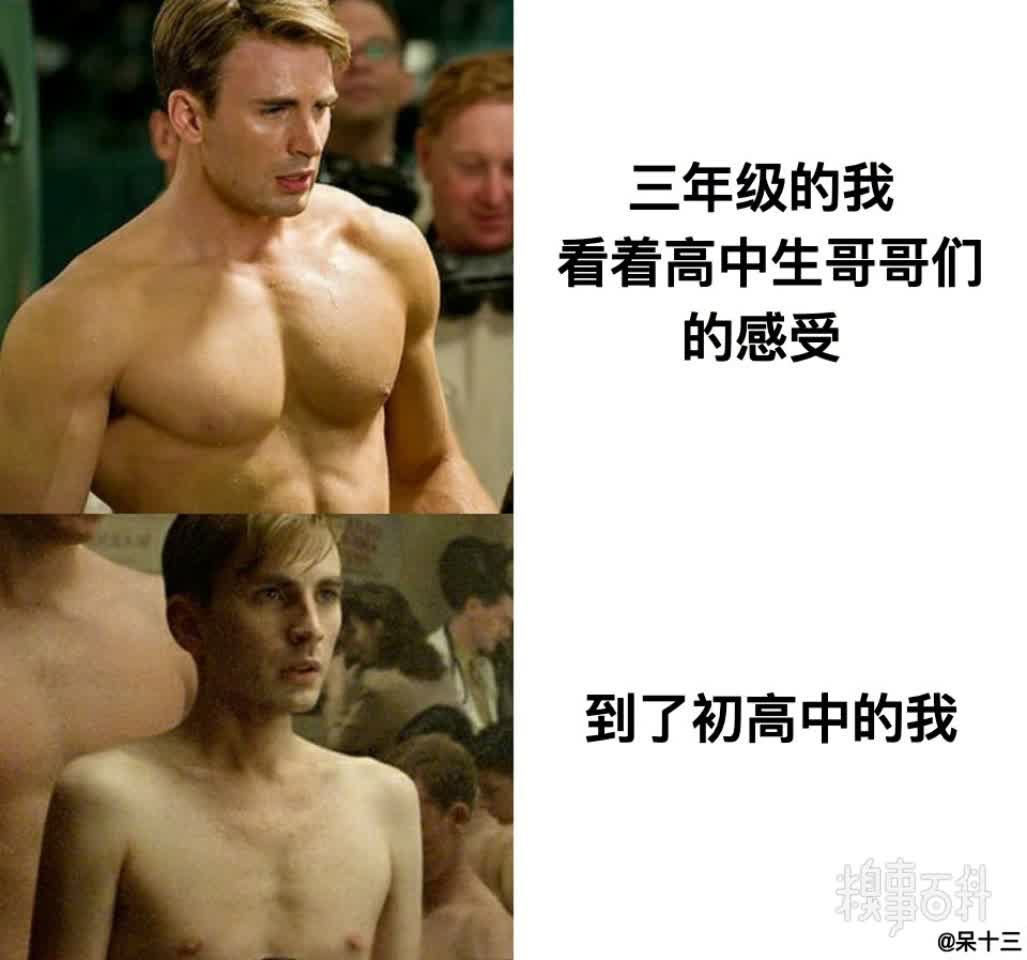 三年级的我
看着高中生哥哥们
的感受
到了初高中的我
糗事百科
@呆十三